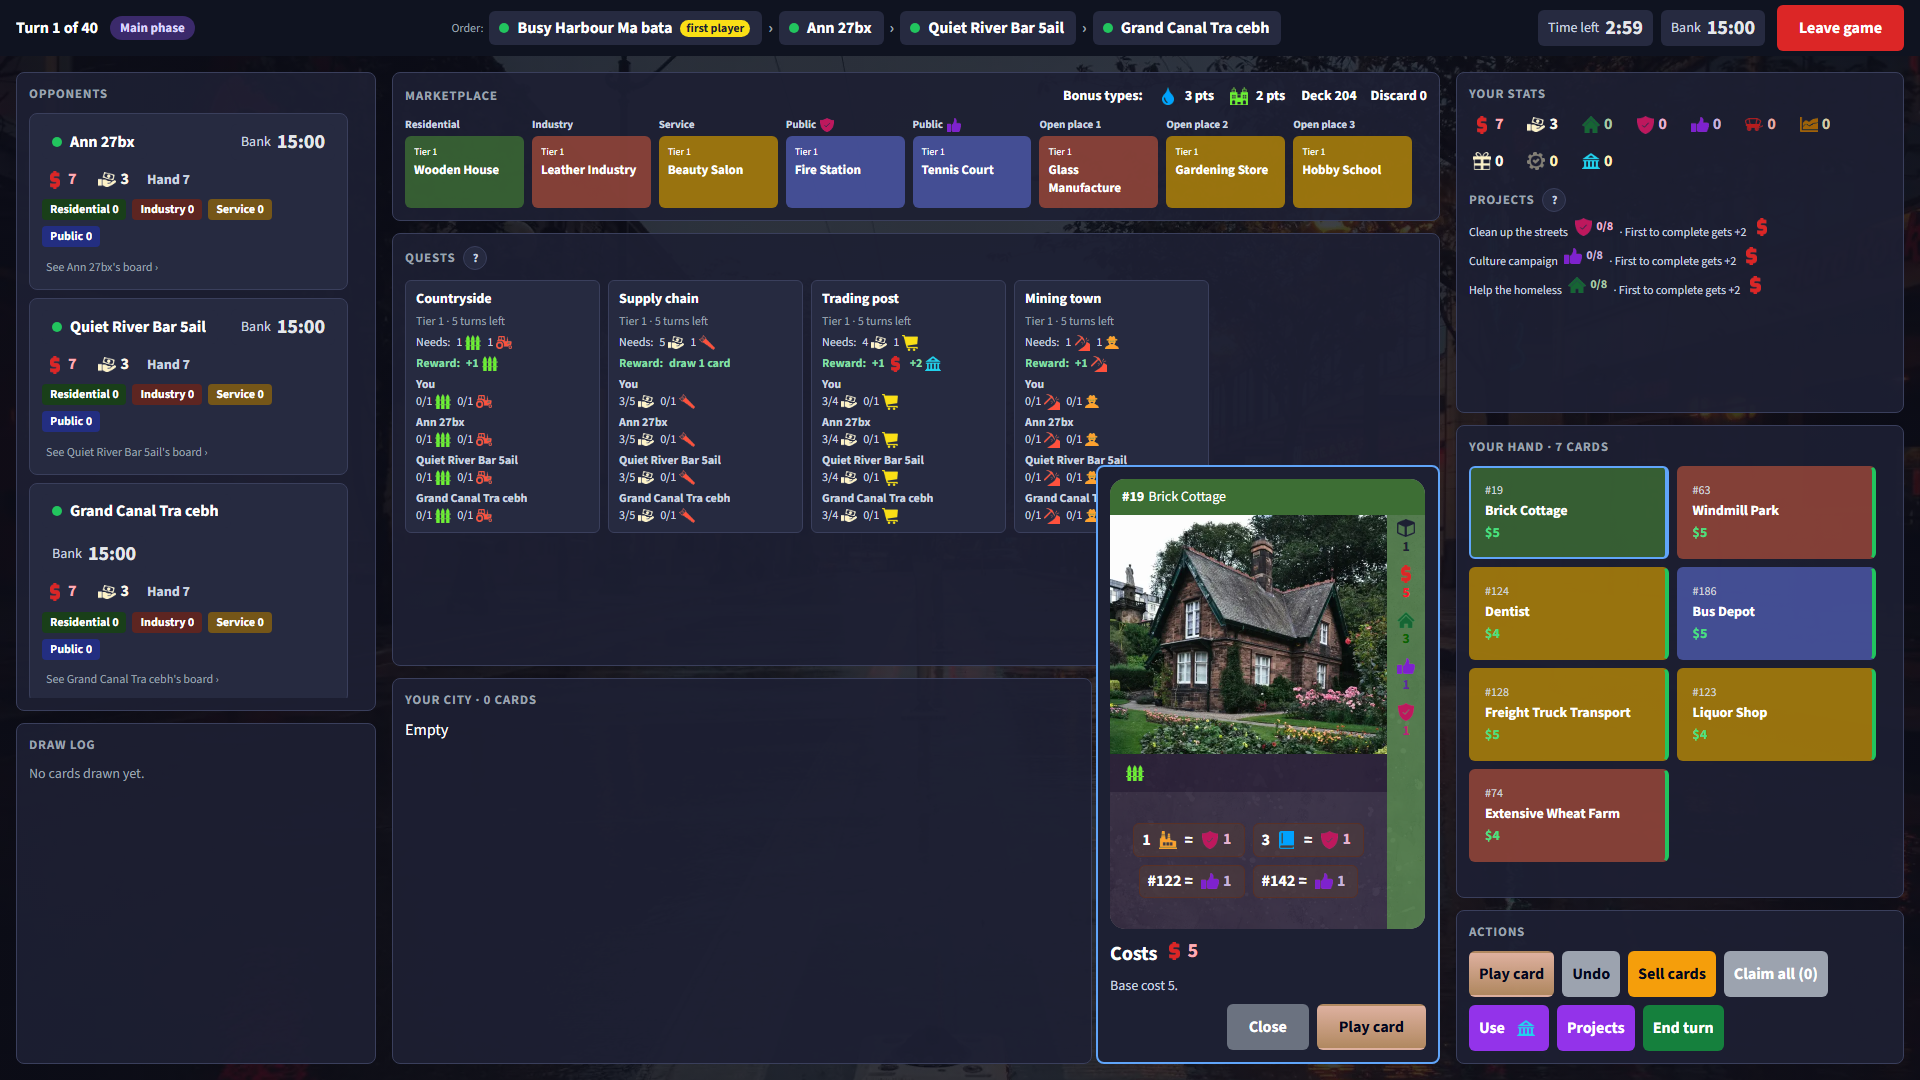 Turn 1 of 40
Main phase
Order:
Busy Harbour Ma bata
first player
›
Ann 27bx
›
Quiet River Bar 5ail
›
Grand Canal Tra cebh
Time left 2:59
Bank 15:00
Leave game
OPPONENTS
Ann 27bx
Bank 15:00
7 3 Hand 7
Residential 0 Industry 0 Service 0
Public 0
See Ann 27bx's board ›
Quiet River Bar 5ail
Bank 15:00
7 3 Hand 7
Residential 0 Industry 0 Service 0
Public 0
See Quiet River Bar 5ail's board ›
Grand Canal Tra cebh
Bank 15:00
7 3 Hand 7
Residential 0 Industry 0 Service 0
Public 0
See Grand Canal Tra cebh's board ›
DRAW LOG
No cards drawn yet.
MARKETPLACE
Bonus types: 3 pts 2 pts Deck 204 Discard 0
Residential
Tier 1
Wooden House
Industry
Tier 1
Leather Industry
Service
Tier 1
Beauty Salon
Public
Tier 1
Fire Station
Public
Tier 1
Tennis Court
Open place 1
Tier 1
Glass
Manufacture
Open place 2
Tier 1
Gardening Store
Open place 3
Tier 1
Hobby School
QUESTS ?
Countryside
Tier 1 · 5 turns left
Needs: 1 1
Reward: +1
You
0/1 0/1
Ann 27bx
0/1 0/1
Quiet River Bar 5ail
0/1 0/1
Grand Canal Tra cebh
0/1 0/1
Supply chain
Tier 1 · 5 turns left
Needs: 5 1
Reward: draw 1 card
You
3/5 0/1
Ann 27bx
3/5 0/1
Quiet River Bar 5ail
3/5 0/1
Grand Canal Tra cebh
3/5 0/1
Trading post
Tier 1 · 5 turns left
Needs: 4 1
Reward: +1 +2
You
3/4 0/1
Ann 27bx
3/4 0/1
Quiet River Bar 5ail
3/4 0/1
Grand Canal Tra cebh
3/4 0/1
Mining town
Tier 1 · 5 turns left
Needs: 1 1
Reward: +1
You
0/1 0/1
Ann 27bx
0/1 0/1
Quiet River Bar 5ail
0/1 0/1
Grand Canal T
0/1 0/1
YOUR CITY · 0 CARDS
Empty
#19 Brick Cottage
1
5
3
1
1
1 = 1 3 = 1
#122 = 1 #142 = 1
Costs 5
Base cost 5.
Close
Play card
YOUR STATS
7 3 0 0 0 0 0
0 0 0
PROJECTS ?
Clean up the streets 0/8 · First to complete gets +2
Culture campaign 0/8 · First to complete gets +2
Help the homeless 0/8 · First to complete gets +2
YOUR HAND · 7 CARDS
#19
Brick Cottage
$5
#63
Windmill Park
$5
#124
Dentist
$4
#186
Bus Depot
$5
#128
Freight Truck Transport
$5
#123
Liquor Shop
$4
#74
Extensive Wheat Farm
$4
ACTIONS
Play card
Undo
Sell cards
Claim all (0)
Use
Projects
End turn